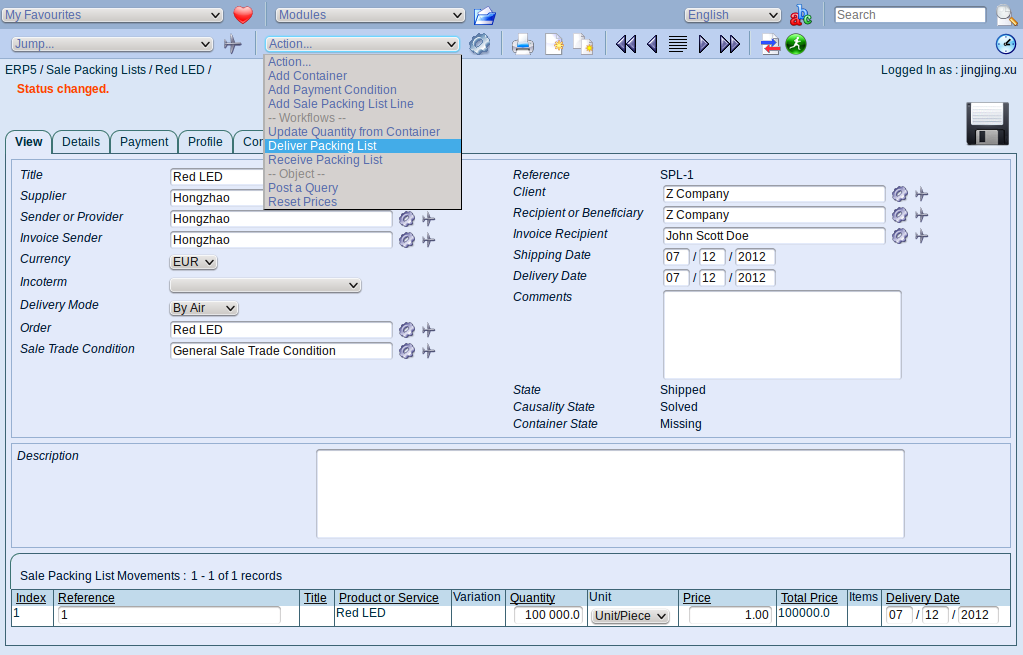 My Favourites Modules English Search
Jump... Action...
ERP5 / Sale Packing Lists / Red LED / Logged In as : jingjing.xu
Status changed.
Action...
Add Container
Add Payment Condition
Add Sale Packing List Line
-- Workflows --
Update Quantity from Container
Deliver Packing List
Receive Packing List
-- Object --
Post a Query
Reset Prices
View Details Payment Profile Con
Title Red LED
Supplier Hongzhao
Sender or Provider Hongzhao
Invoice Sender Hongzhao
Currency EUR
Incoterm
Delivery Mode By Air
Order Red LED
Sale Trade Condition General Sale Trade Condition
Reference SPL-1
Client Z Company
Recipient or Beneficiary Z Company
Invoice Recipient John Scott Doe
Shipping Date 07 / 12 / 2012
Delivery Date 07 / 12 / 2012
Comments
State Shipped
Causality State Solved
Container State Missing
Description
Sale Packing List Movements : 1 - 1 of 1 records
Index Reference Title Product or Service Variation Quantity Unit Price Total Price Items Delivery Date
1 1 Red LED 100 000.0 Unit/Piece 1.00 100000.0 07 / 12 / 2012